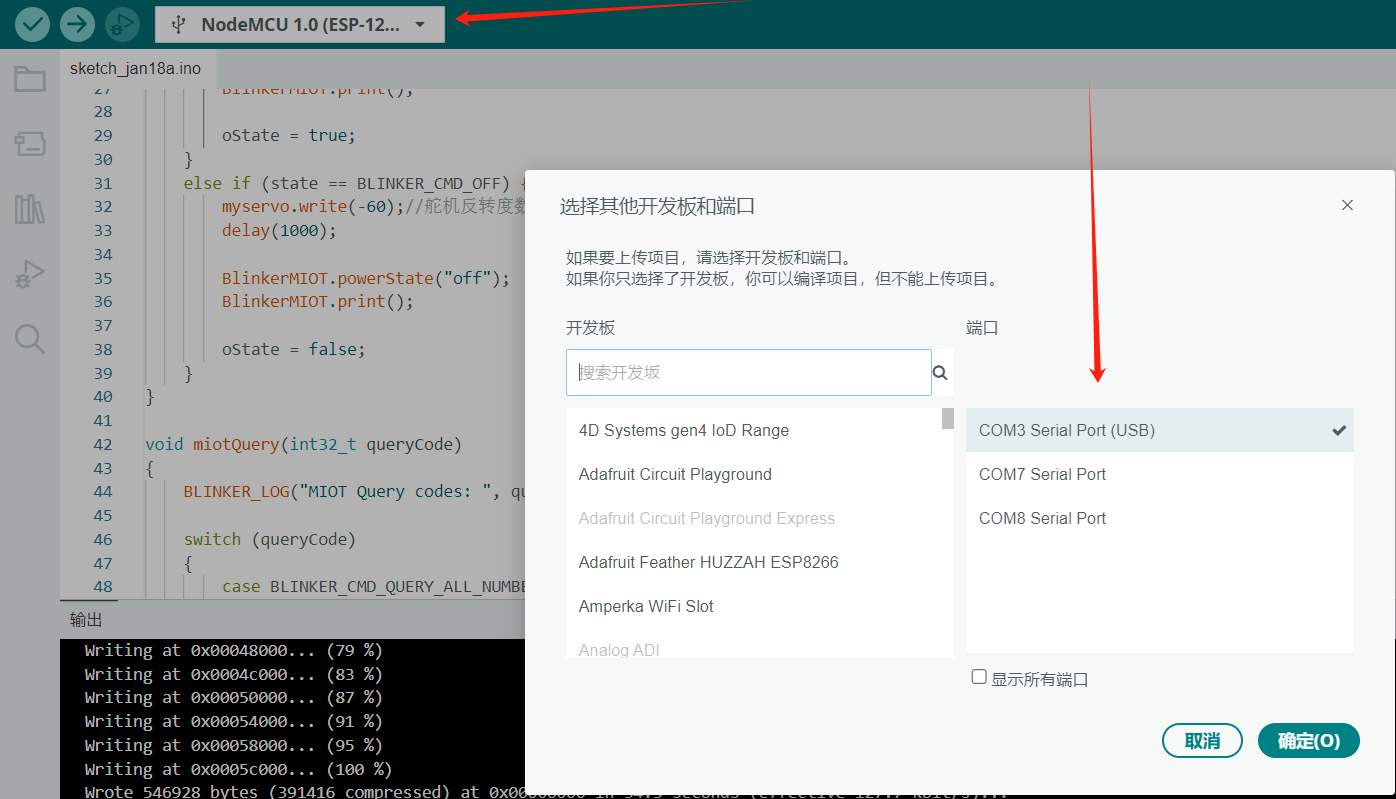 NodeMCU 1.0 (ESP-12...
sketch_jan18a.ino
27 BlinkerMIOT.print();
28
29 oState = true;
30 }
31 else if (state == BLINKER_CMD_OFF) {
32 myservo.write(-60);//舵机反转度数
33 delay(1000);
34
35 BlinkerMIOT.powerState("off");
36 BlinkerMIOT.print();
37
38 oState = false;
39 }
40 }
41
42 void miotQuery(int32_t queryCode)
43 {
44 BLINKER_LOG("MIOT Query codes: ", qu
45
46 switch (queryCode)
47 {
48 case BLINKER_CMD_QUERY_ALL_NUMBE
输出
Writing at 0x00048000... (79 %)
Writing at 0x0004c000... (83 %)
Writing at 0x00050000... (87 %)
Writing at 0x00054000... (91 %)
Writing at 0x00058000... (95 %)
Writing at 0x0005c000... (100 %)
Wrote 546928 bytes (391416 compressed) at
选择其他开发板和端口
如果要上传项目，请选择开发板和端口。
如果你只选择了开发板，你可以编译项目，但不能上传项目。
开发板
搜索开发坂
4D Systems gen4 IoD Range
Adafruit Circuit Playground
Adafruit Circuit Playground Express
Adafruit Feather HUZZAH ESP8266
Amperka WiFi Slot
Analog ADI
端口
COM3 Serial Port (USB)
COM7 Serial Port
COM8 Serial Port
显示所有端口
取消
确定(O)